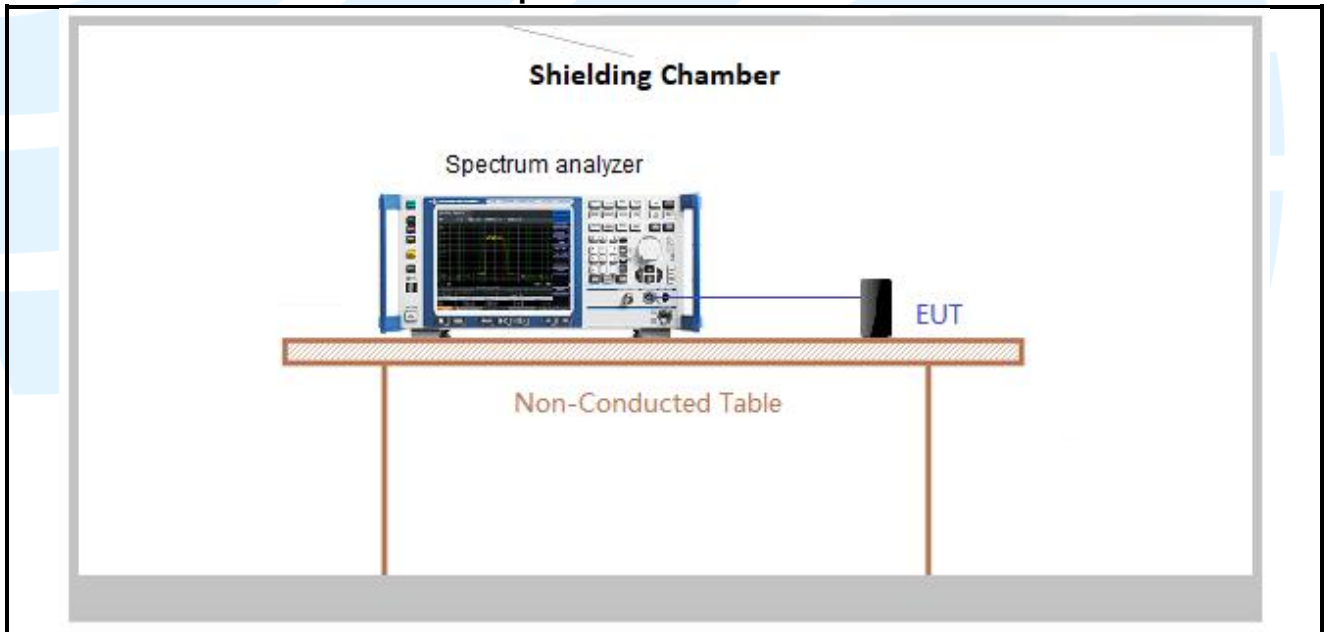 Shielding Chamber
Spectrum analyzer
EUT
Non-Conducted Table